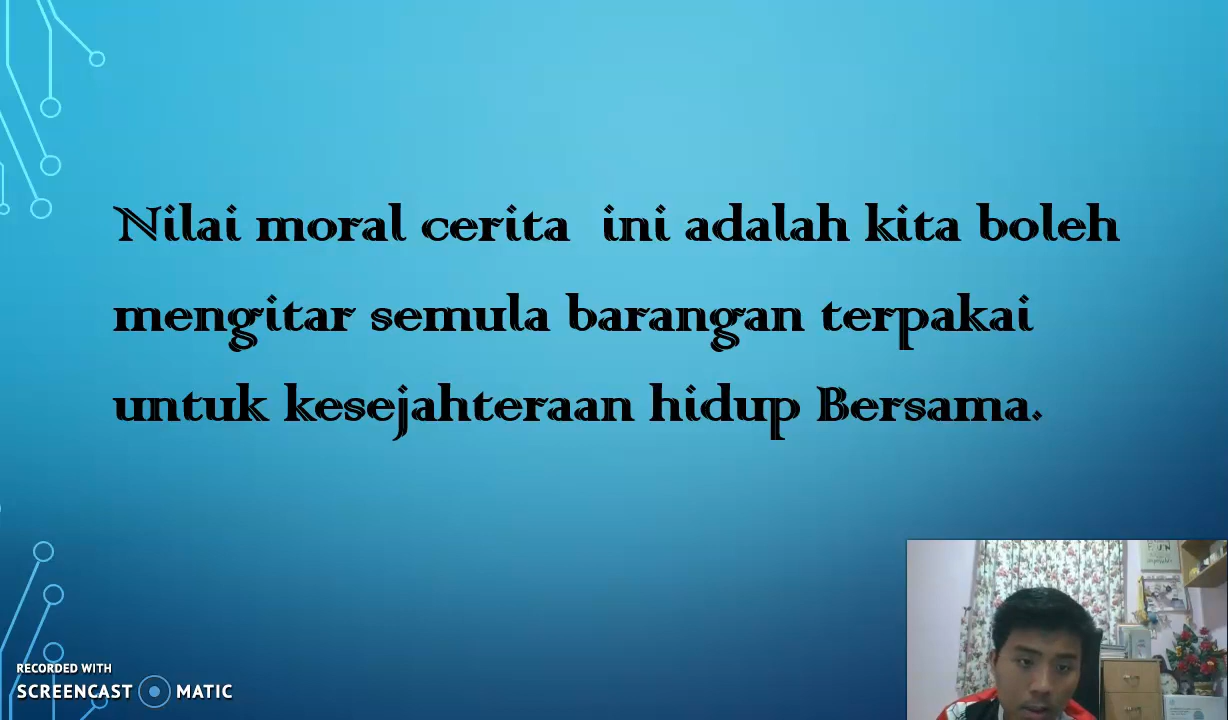 Nilai moral cerita ini adalah kita boleh
mengitar semula barangan terpakai
untuk kesejahteraan hidup Bersama.
RECORDED WITH
SCREENCAST MATIC